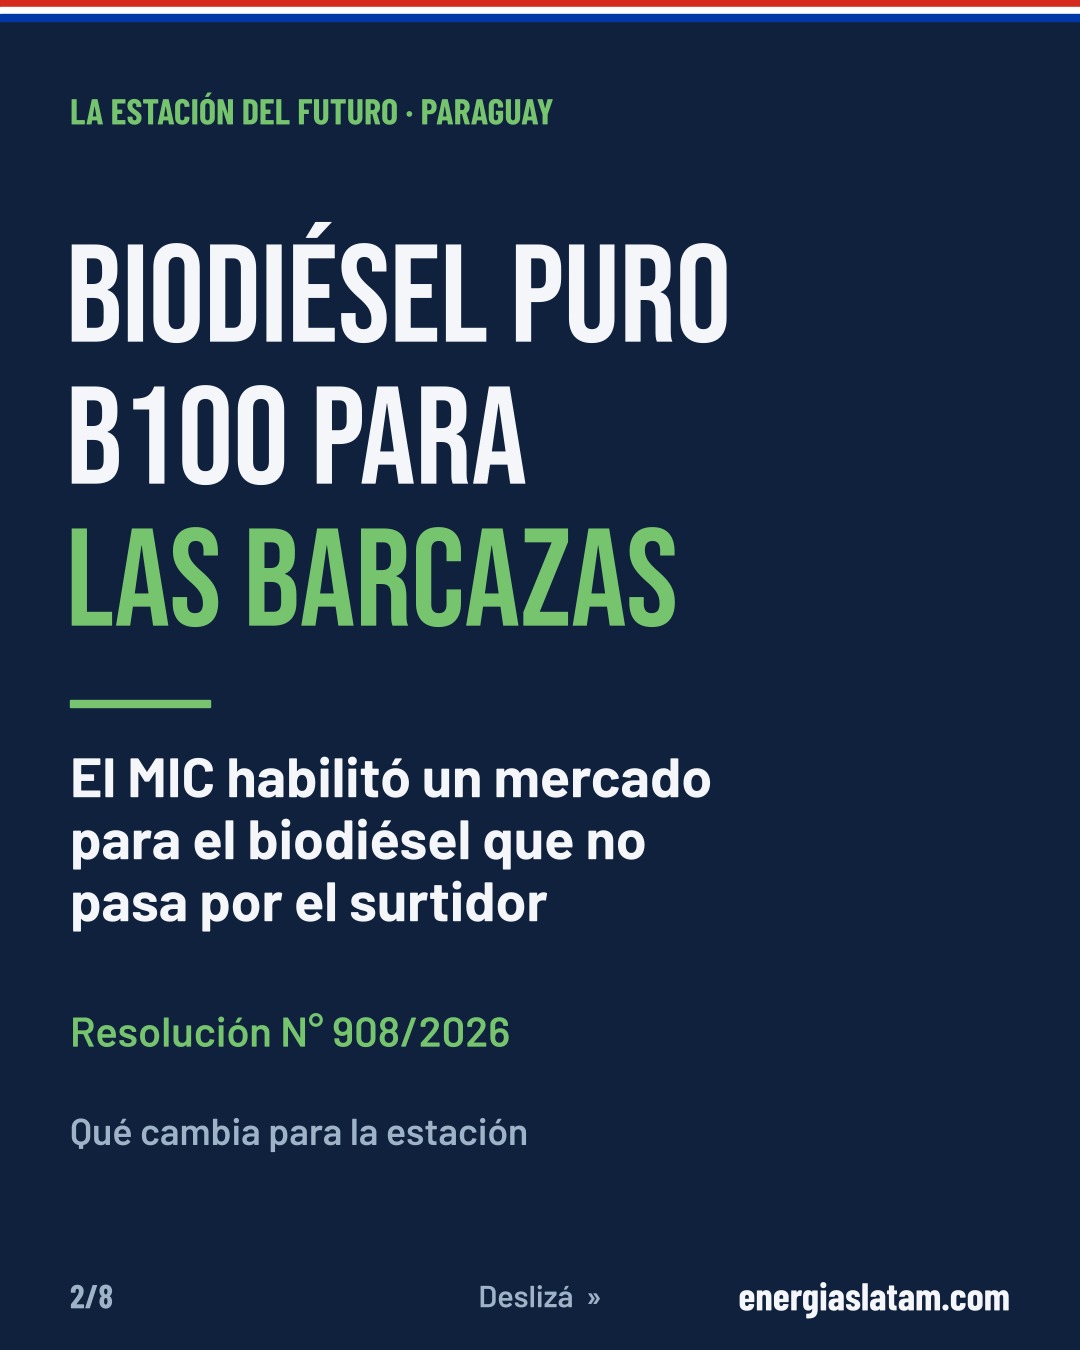 LA ESTACIÓN DEL FUTURO · PARAGUAY
BIODIÉSEL PURO
B100 PARA
LAS BARCAZAS
El MIC habilitó un mercado
para el biodiésel que no
pasa por el surtidor
Resolución N° 908/2026
Qué cambia para la estación
2/8
Deslizá »
energiaslatam.com